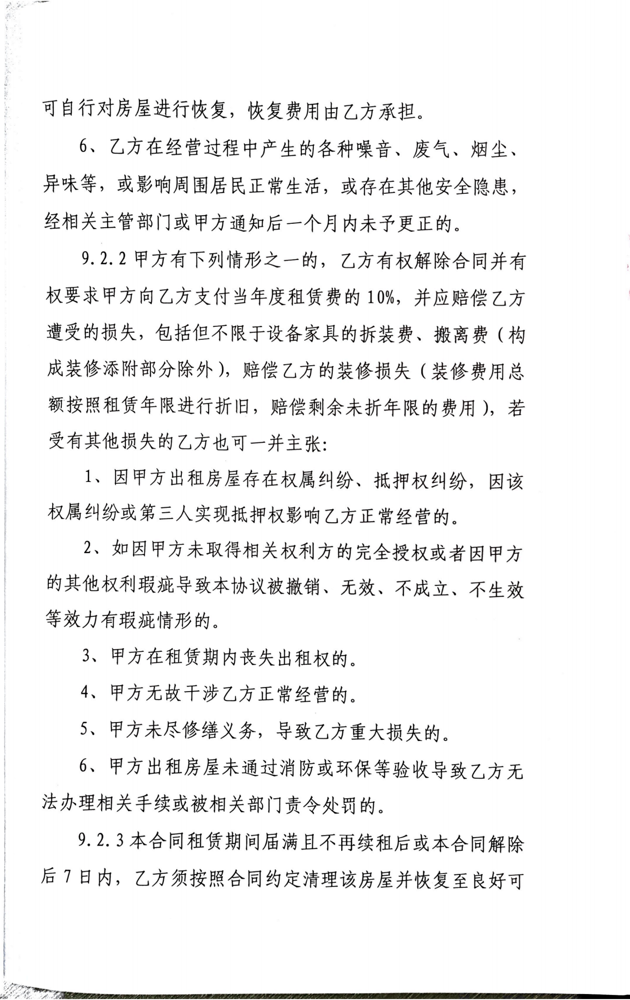 可自行对房屋进行恢复，恢复费用由乙方承担。
6、乙方在经营过程中产生的各种噪音、废气、烟尘、
异味等，或影响周围居民正常生活，或存在其他安全隐患，
经相关主管部门或甲方通知后一个月内未予更正的。
9.2.2 甲方有下列情形之一的，乙方有权解除合同并有
权要求甲方向乙方支付当年度租赁费的 10%，并应赔偿乙方
遭受的损失，包括但不限于设备家具的拆装费、搬离费（构
成装修添附部分除外），赔偿乙方的装修损失（装修费用总
额按照租赁年限进行折旧，赔偿剩余未折年限的费用），若
受有其他损失的乙方也可一并主张：
1、因甲方出租房屋存在权属纠纷、抵押权纠纷，因该
权属纠纷或第三人实现抵押权影响乙方正常经营的。
2、如因甲方未取得相关权利方的完全授权或者因甲方
的其他权利瑕疵导致本协议被撤销、无效、不成立、不生效
等效力有瑕疵情形的。
3、甲方在租赁期内丧失出租权的。
4、甲方无故干涉乙方正常经营的。
5、甲方未尽修缮义务，导致乙方重大损失的。
6、甲方出租房屋未通过消防或环保等验收导致乙方无
法办理相关手续或被相关部门责令处罚的。
9.2.3 本合同租赁期间届满且不再续租后或本合同解除
后 7 日内，乙方须按照合同约定清理该房屋并恢复至良好可